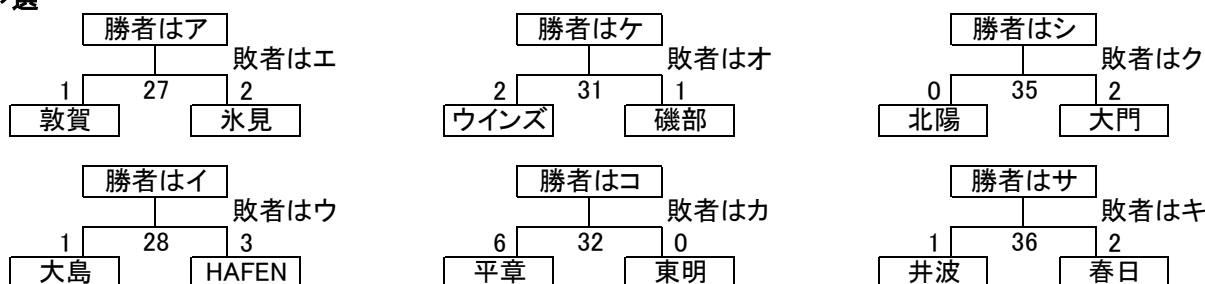 選
勝者はア 勝者はケ 勝者はシ
敗者はエ 敗者はオ 敗者はク
1 27 2 2 31 1 0 35 2
敦賀 氷見 ウインズ 磯部 北陽 大門
勝者はイ 勝者はコ 勝者はサ
敗者はウ 敗者はカ 敗者はキ
1 28 3 6 32 0 1 36 2
大島 HAFEN 平章 東明 井波 春日